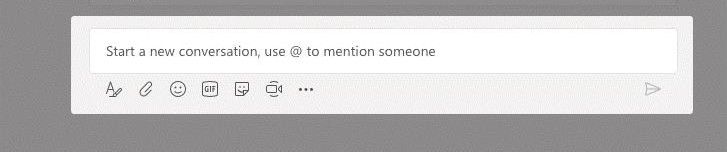 Start a new conversation, use @ to mention someone
GIF